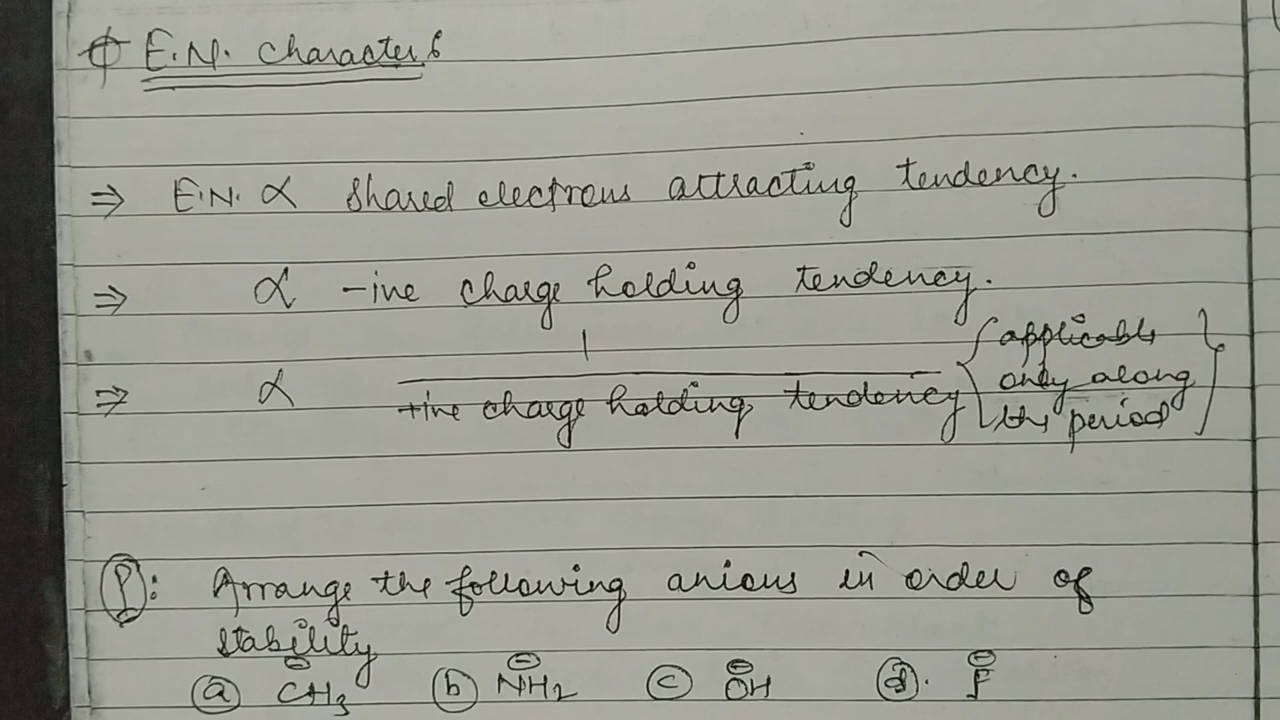 E.N. Character :
⇒ E.N. ∝ Shared electrons attracting tendency.
⇒ ∝ -ive charge holding tendency.
⇒ ∝ 1 / +ive charge holding tendency { applicable only along the period }
(P): Arrange the following anions in order of
stability
(a) CH₃⊖ (b) NH₂⊖ (c) OH⊖ (d). F⊖